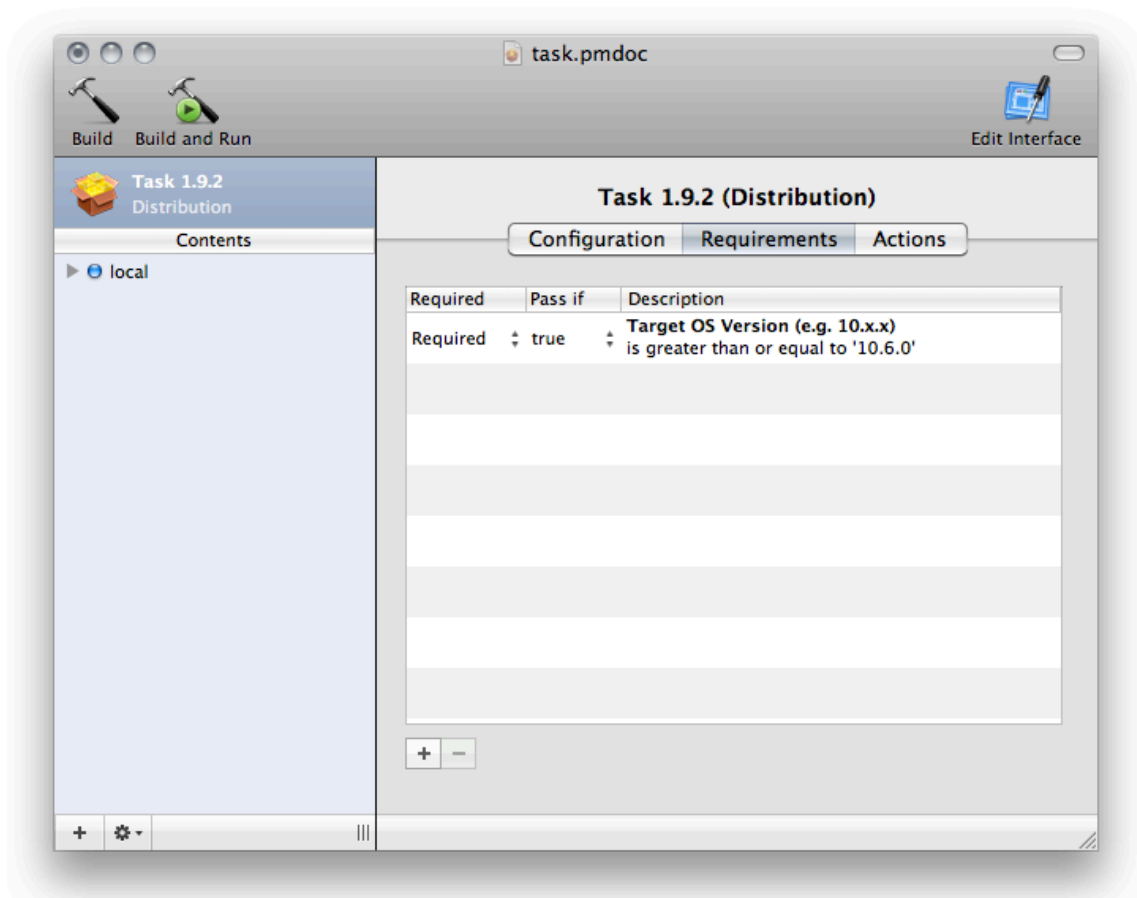 task.pmdoc
Build
Build and Run
Edit Interface
Task 1.9.2
Distribution
Contents
local
Task 1.9.2 (Distribution)
Configuration
Requirements
Actions
Required
Pass if
Description
Required
true
Target OS Version (e.g. 10.x.x)
is greater than or equal to '10.6.0'